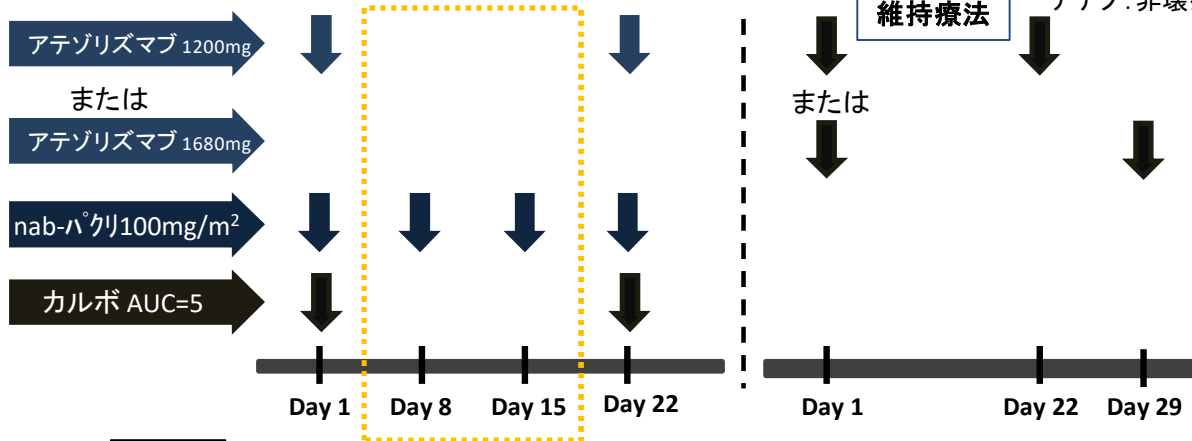 維持療法
アテゾリズマブ 1200mg
または
または
アテゾリズマブ 1680mg
nab-パクリ100mg/m²
カルボ AUC=5
Day 1 Day 8 Day 15 Day 22 Day 1 Day 22 Day 29